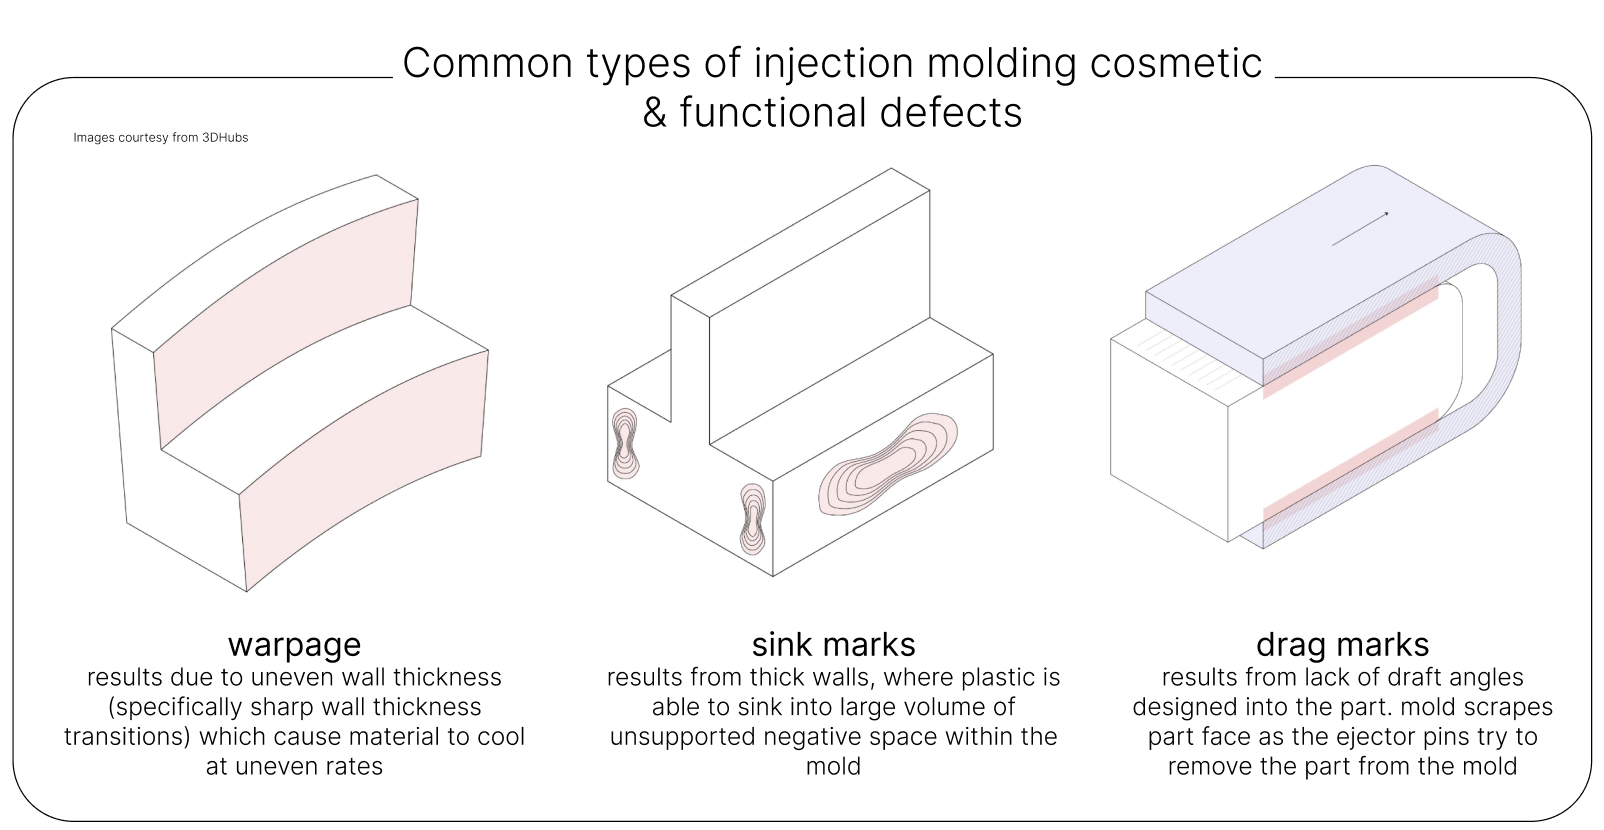 Common types of injection molding cosmetic
& functional defects
Images courtesy from 3DHubs
warpage
results due to uneven wall thickness
(specifically sharp wall thickness
transitions) which cause material to cool
at uneven rates
sink marks
results from thick walls, where plastic is
able to sink into large volume of
unsupported negative space within the
mold
drag marks
results from lack of draft angles
designed into the part. mold scrapes
part face as the ejector pins try to
remove the part from the mold